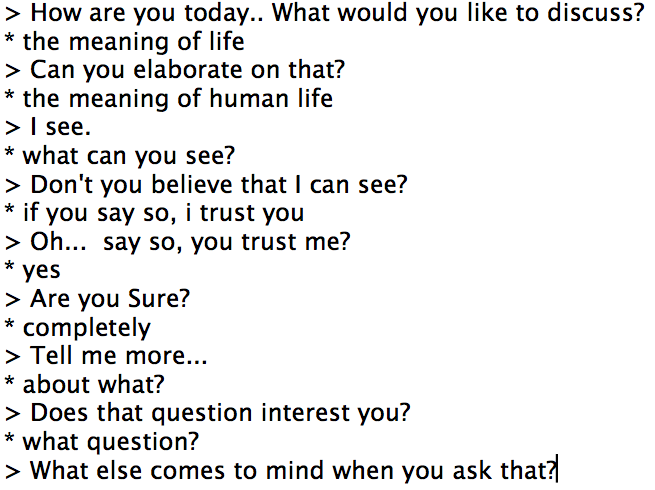 > How are you today.. What would you like to discuss?
* the meaning of life
> Can you elaborate on that?
* the meaning of human life
> I see.
* what can you see?
> Don't you believe that I can see?
* if you say so, i trust you
> Oh...  say so, you trust me?
* yes
> Are you Sure?
* completely
> Tell me more...
* about what?
> Does that question interest you?
* what question?
> What else comes to mind when you ask that?